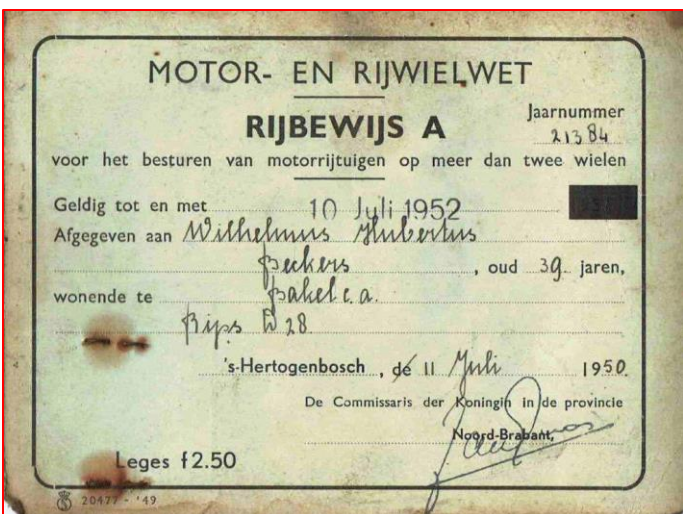 MOTOR- EN RIJWIELWET
RIJBEWIJS A
Jaarnummer
21384
voor het besturen van motorrijtuigen op meer dan twee wielen
Geldig tot en met 10 Juli 1952
Afgegeven aan Wilhelmus Hubertus
Beckers, oud 39 jaren,
wonende te Bakel c.a.
Rips D 28.
's-Hertogenbosch, de 11 Juli 1950.
De Commissaris der Koningin in de provincie
Noord-Brabant,
Leges f2.50
20477 - '49